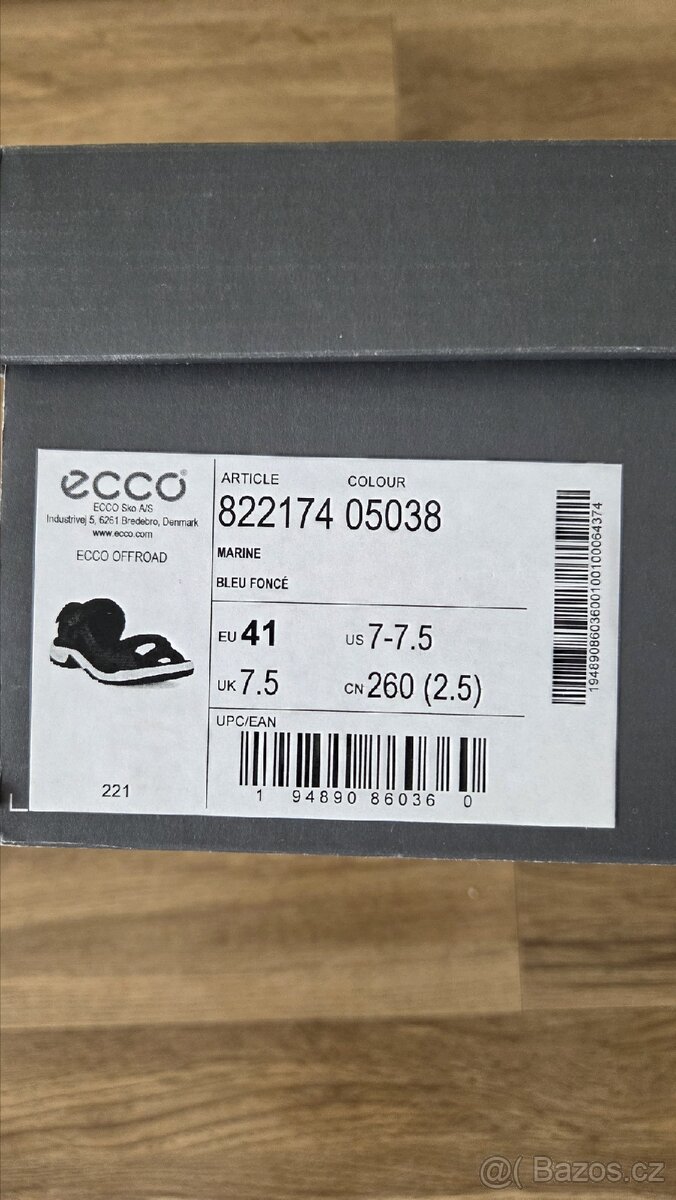 ecco®
ECCO Sko A/S
Industrivej 5, 6261 Bredebro, Denmark
www.ecco.com
ECCO OFFROAD
221
ARTICLE COLOUR
822174 05038
MARINE
BLEU FONCÉ
EU 41 US 7-7.5
UK 7.5 CN 260 (2.5)
UPC/EAN
1 94890 86036 0
1948908603600100100064374
@( Bazos.cz